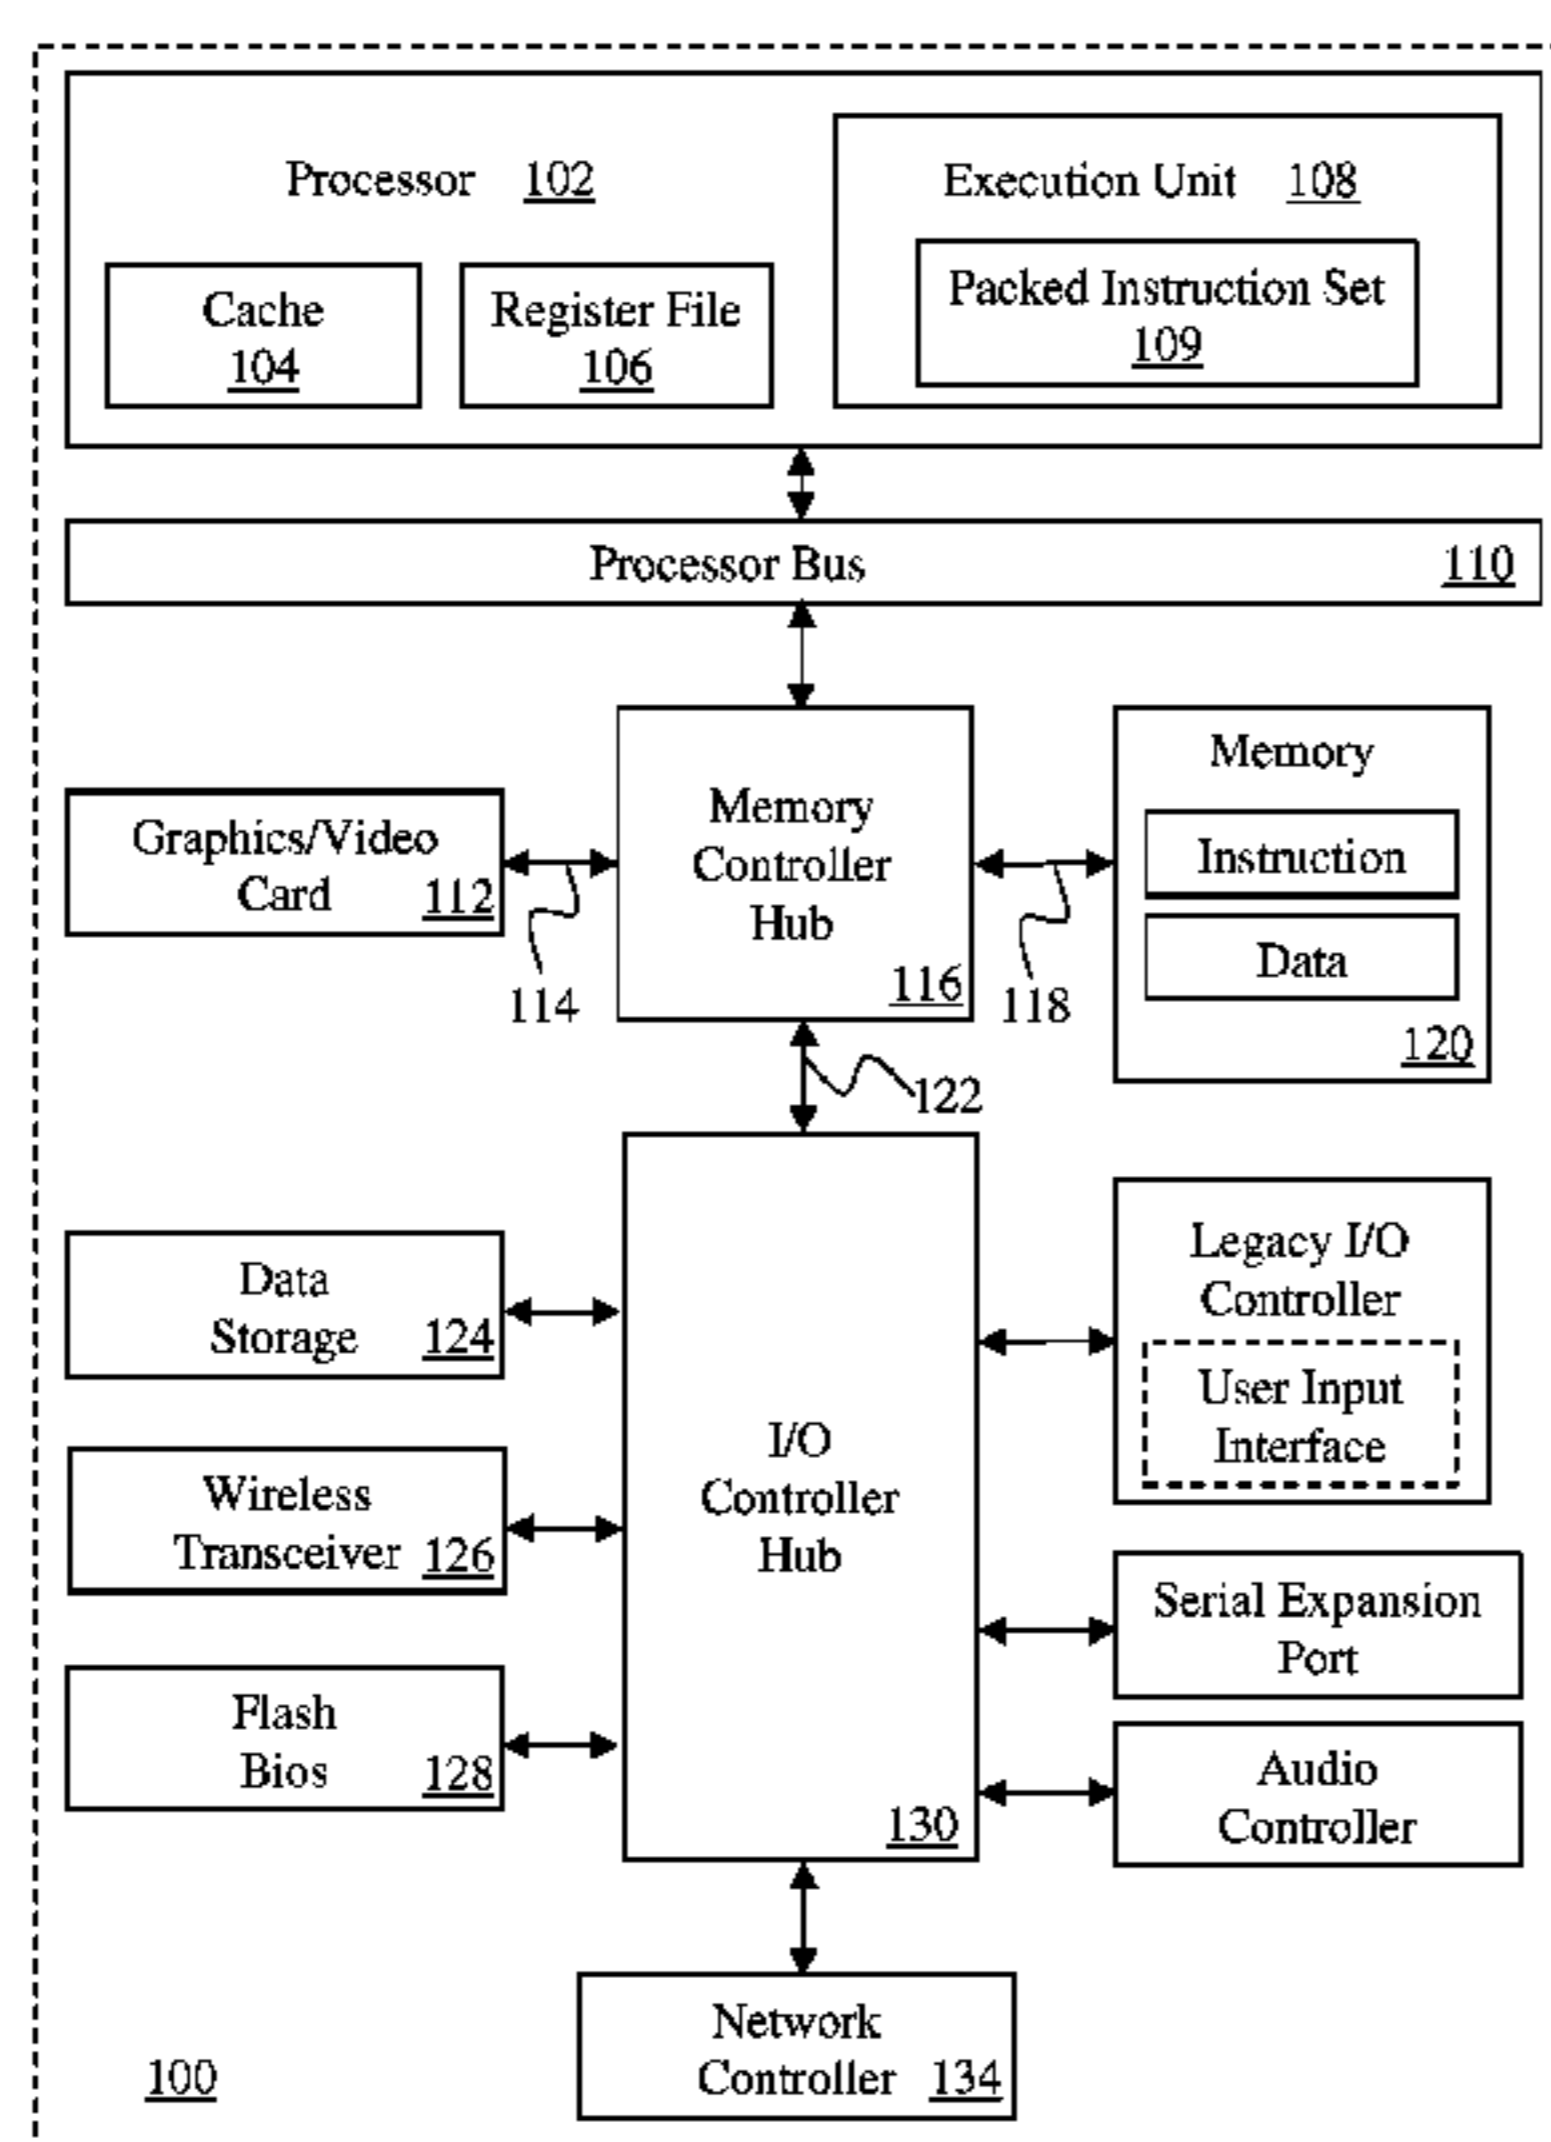 Processor 102
Execution Unit 108
Cache
104
Register File
106
Packed Instruction Set
109
Processor Bus 110
Graphics/Video
Card 112
114
Memory
Controller
Hub
116
118
Memory
Instruction
Data
120
122
Data
Storage 124
Wireless
Transceiver 126
Flash
Bios 128
I/O
Controller
Hub
130
Legacy I/O
Controller
User Input
Interface
Serial Expansion
Port
Audio
Controller
Network
Controller 134
100